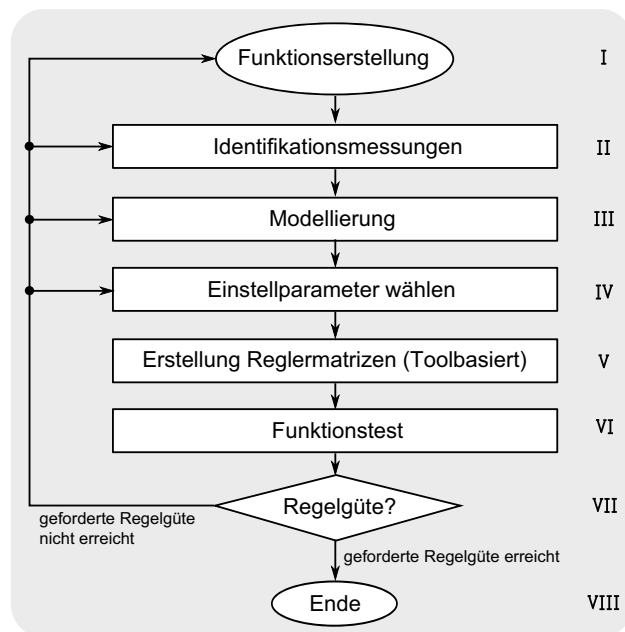 Funktionserstellung
I
Identifikationsmessungen
II
Modellierung
III
Einstellparameter wählen
IV
Erstellung Reglermatrizen (Toolbasiert)
V
Funktionstest
VI
Regelgüte?
VII
geforderte Regelgüte
nicht erreicht
geforderte Regelgüte erreicht
Ende
VIII